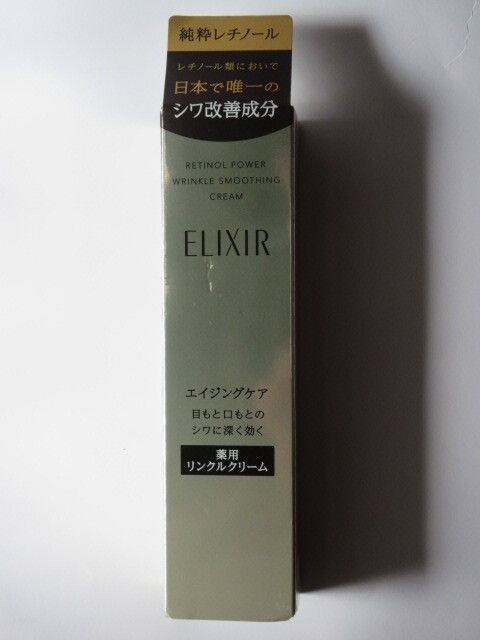 純粋レチノール
レチノール類において
日本で唯一の
シワ改善成分
RETINOL POWER
WRINKLE SMOOTHING
CREAM
ELIXIR
エイジングケア
目もと口もとの
シワに深く効く
薬用
リンクルクリーム